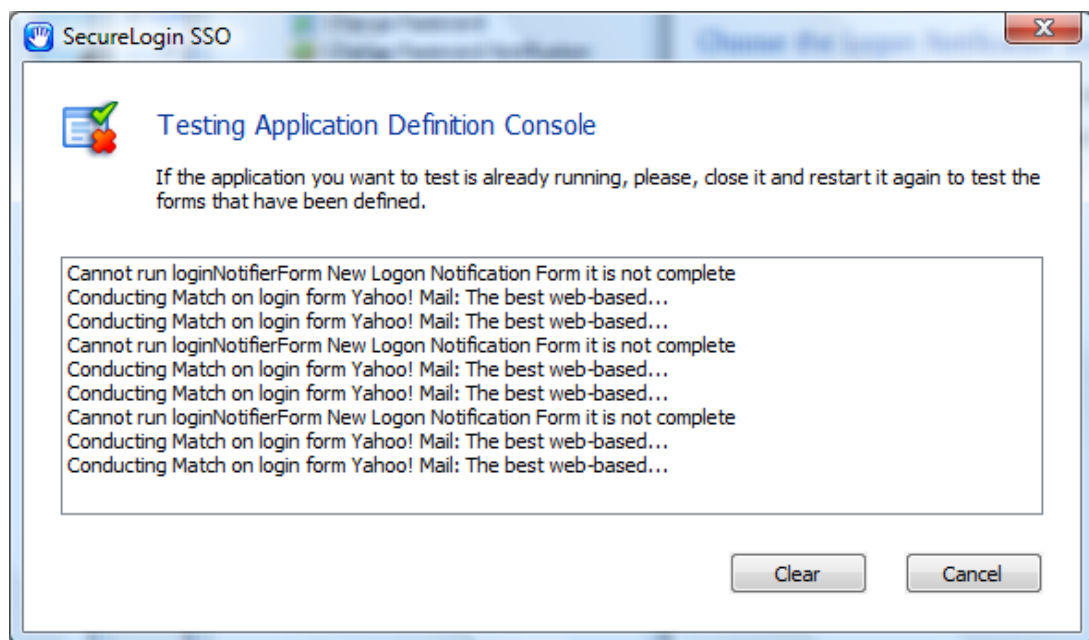 SecureLogin SSO
Testing Application Definition Console
If the application you want to test is already running, please, close it and restart it again to test the
forms that have been defined.
Cannot run loginNotifierForm New Logon Notification Form it is not complete
Conducting Match on login form Yahoo! Mail: The best web-based...
Conducting Match on login form Yahoo! Mail: The best web-based...
Cannot run loginNotifierForm New Logon Notification Form it is not complete
Conducting Match on login form Yahoo! Mail: The best web-based...
Conducting Match on login form Yahoo! Mail: The best web-based...
Cannot run loginNotifierForm New Logon Notification Form it is not complete
Conducting Match on login form Yahoo! Mail: The best web-based...
Conducting Match on login form Yahoo! Mail: The best web-based...
Clear
Cancel